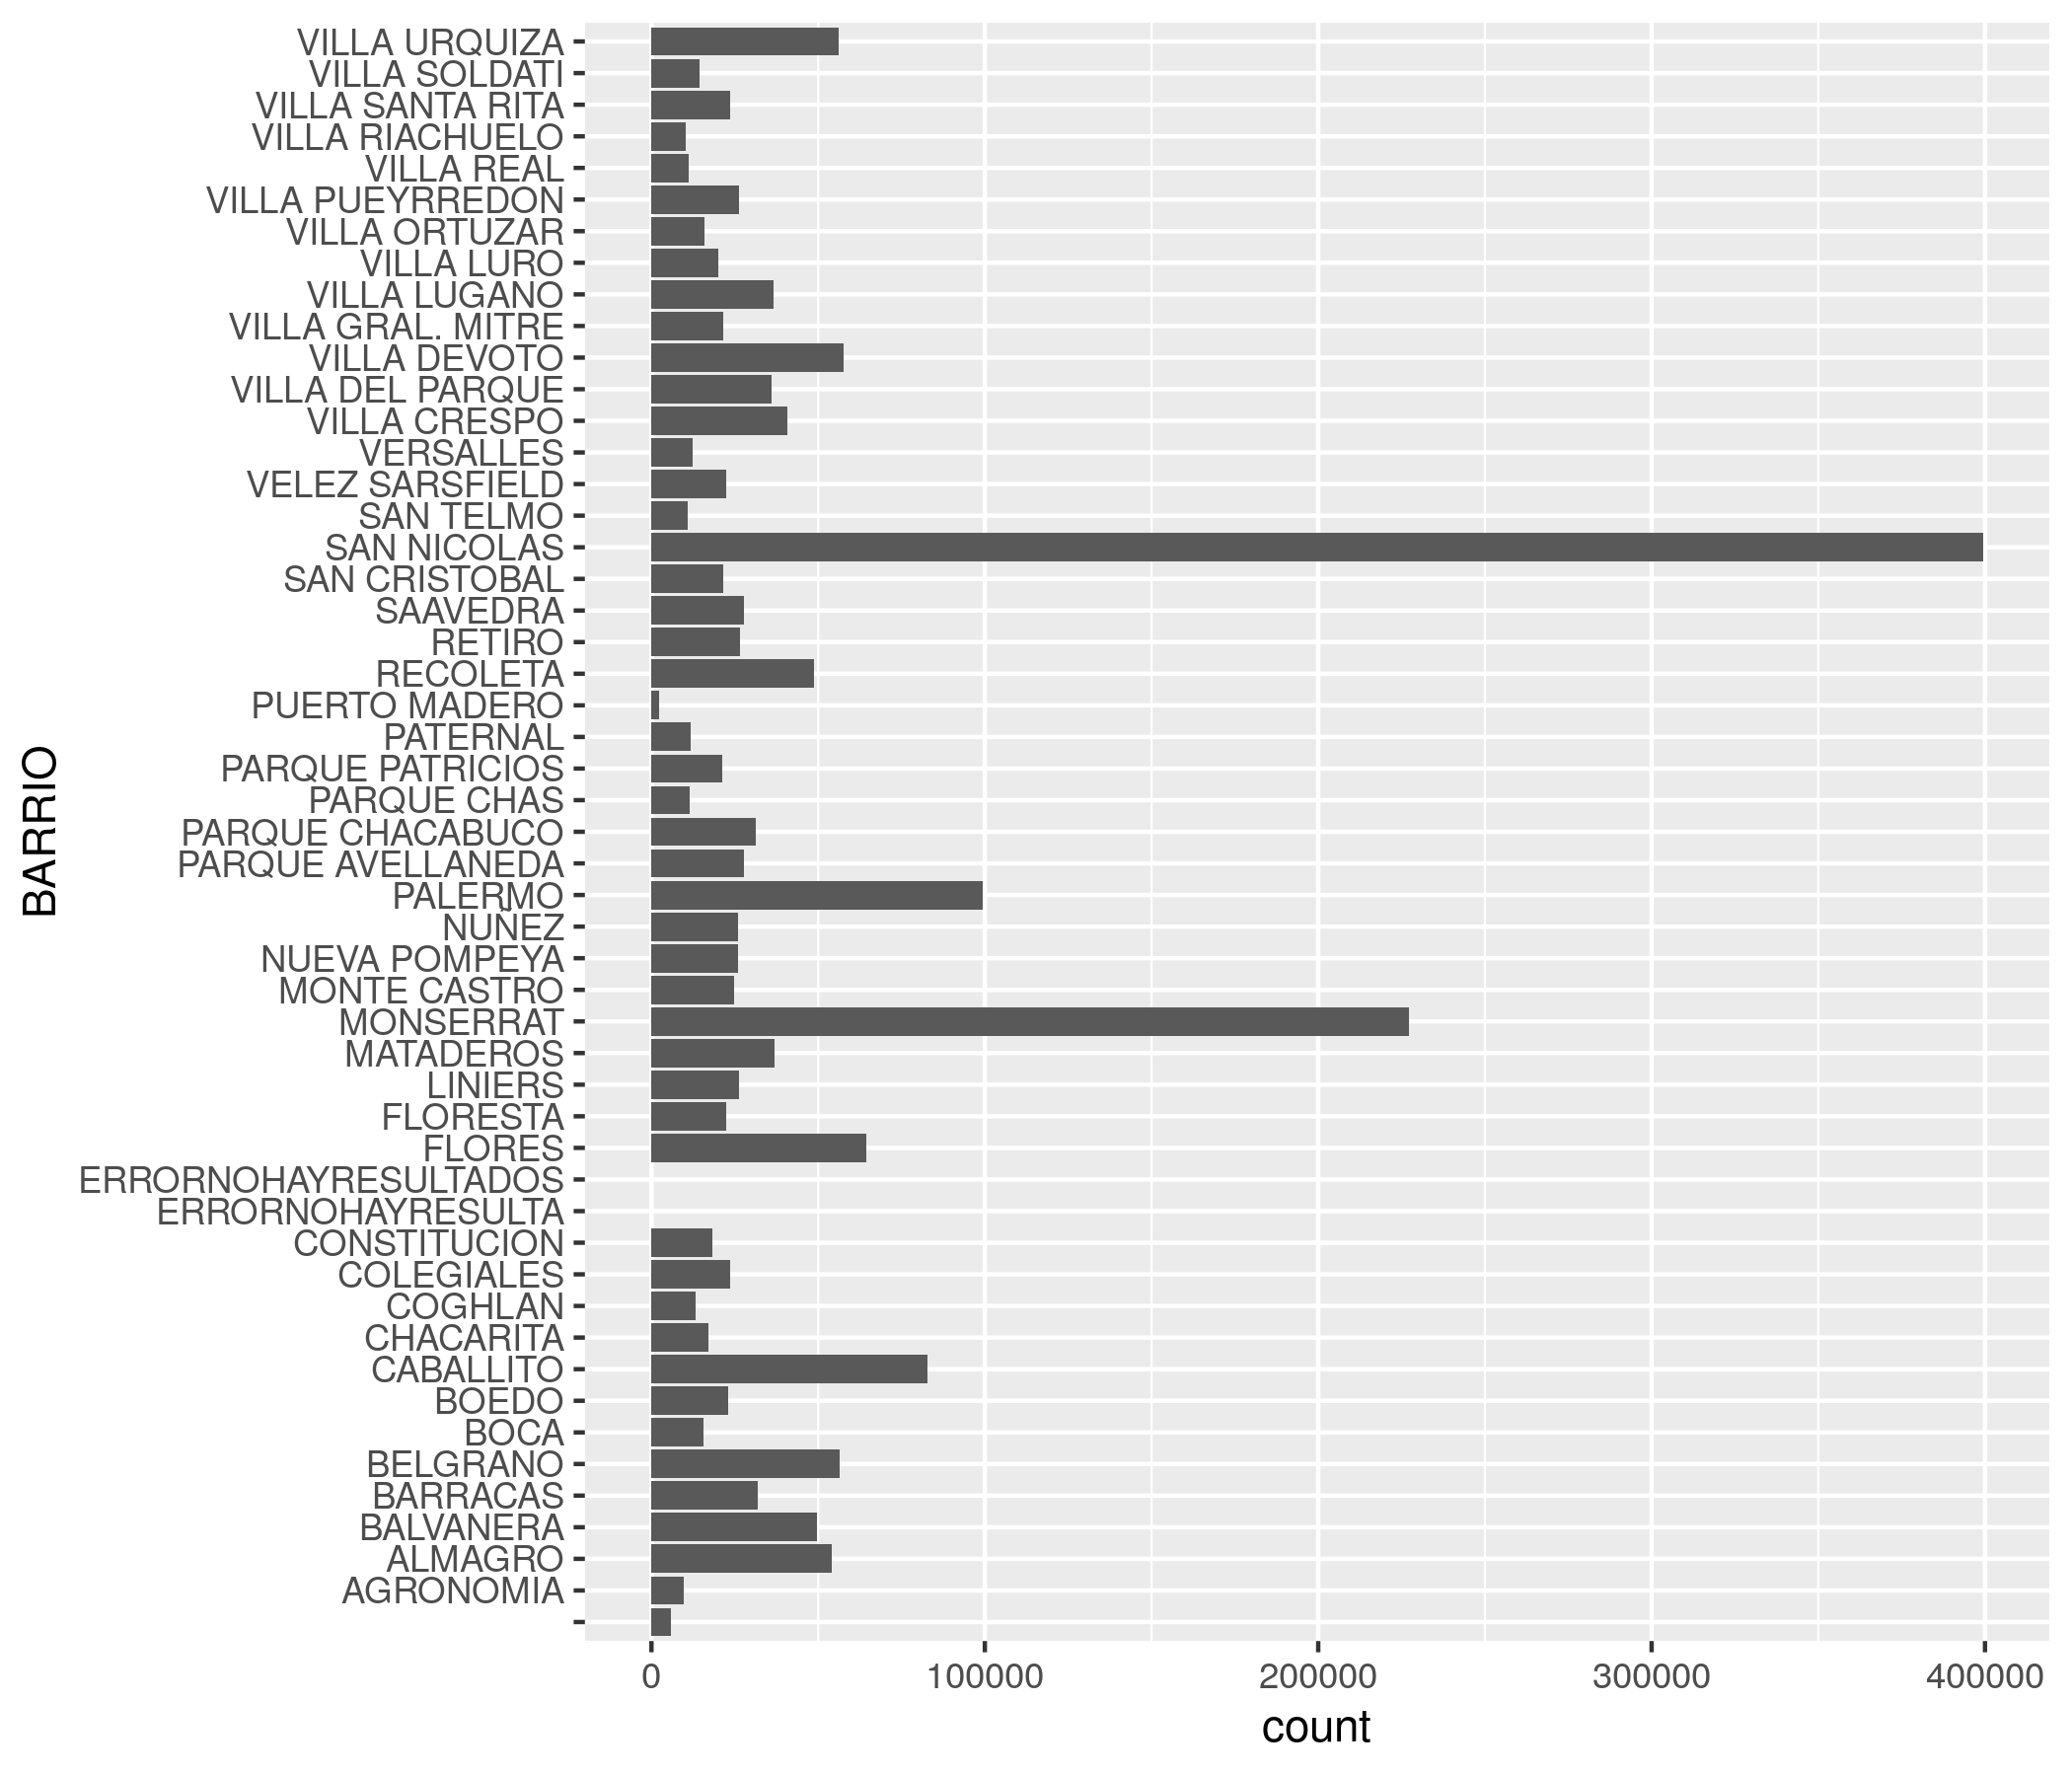 VILLA URQUIZA
VILLA SOLDATI
VILLA SANTA RITA
VILLA RIACHUELO
VILLA REAL
VILLA PUEYRREDON
VILLA ORTUZAR
VILLA LURO
VILLA LUGANO
VILLA GRAL. MITRE
VILLA DEVOTO
VILLA DEL PARQUE
VILLA CRESPO
VERSALLES
VELEZ SARSFIELD
SAN TELMO
SAN NICOLAS
SAN CRISTOBAL
SAAVEDRA
RETIRO
RECOLETA
PUERTO MADERO
PATERNAL
PARQUE PATRICIOS
PARQUE CHAS
PARQUE CHACABUCO
PARQUE AVELLANEDA
PALERMO
NUÑEZ
NUEVA POMPEYA
MONTE CASTRO
MONSERRAT
MATADEROS
LINIERS
FLORESTA
FLORES
ERRORNOHAYRESULTADOS
ERRORNOHAYRESULTA
CONSTITUCION
COLEGIALES
COGHLAN
CHACARITA
CABALLITO
BOEDO
BOCA
BELGRANO
BARRACAS
BALVANERA
ALMAGRO
AGRONOMIA
BARRIO
0 100000 200000 300000 400000
count